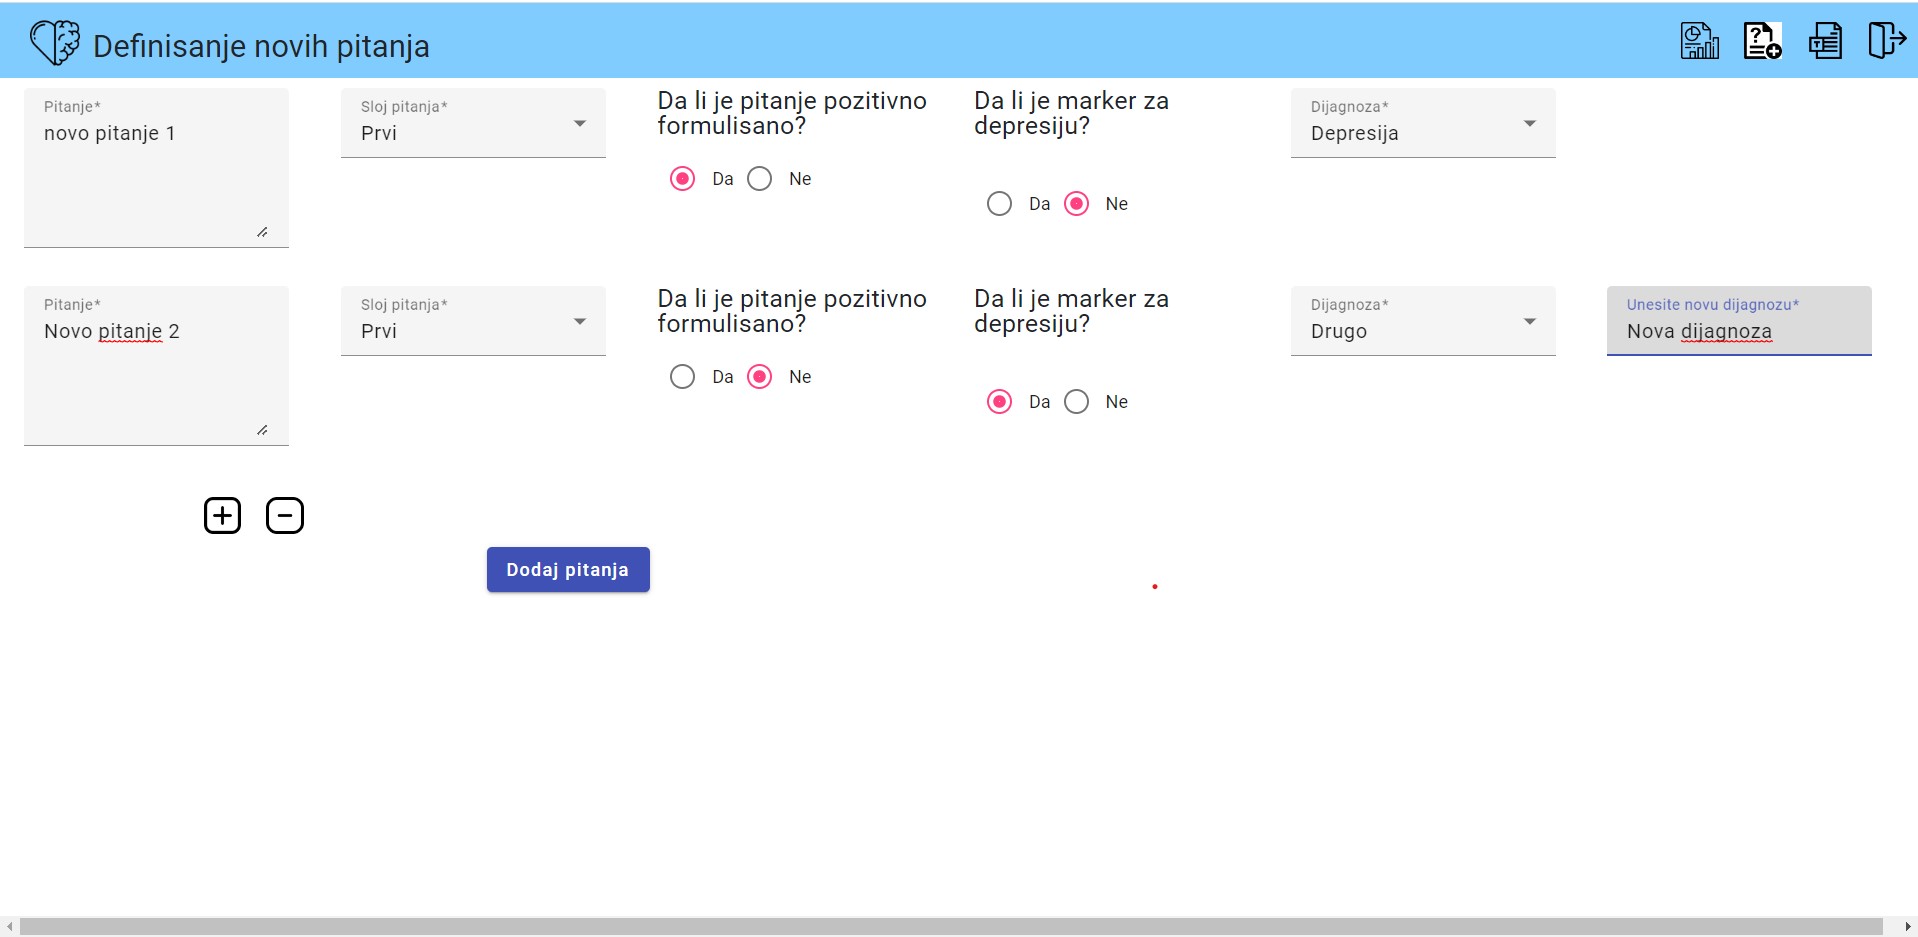 Definisanje novih pitanja
Pitanje*
novo pitanje 1
Sloj pitanja*
Prvi
Da li je pitanje pozitivno
formulisano?
Da Ne
Da li je marker za
depresiju?
Da Ne
Dijagnoza*
Depresija
Pitanje*
Novo pitanje 2
Sloj pitanja*
Prvi
Da li je pitanje pozitivno
formulisano?
Da Ne
Da li je marker za
depresiju?
Da Ne
Dijagnoza*
Drugo
Unesite novu dijagnozu*
Nova dijagnoza
Dodaj pitanja